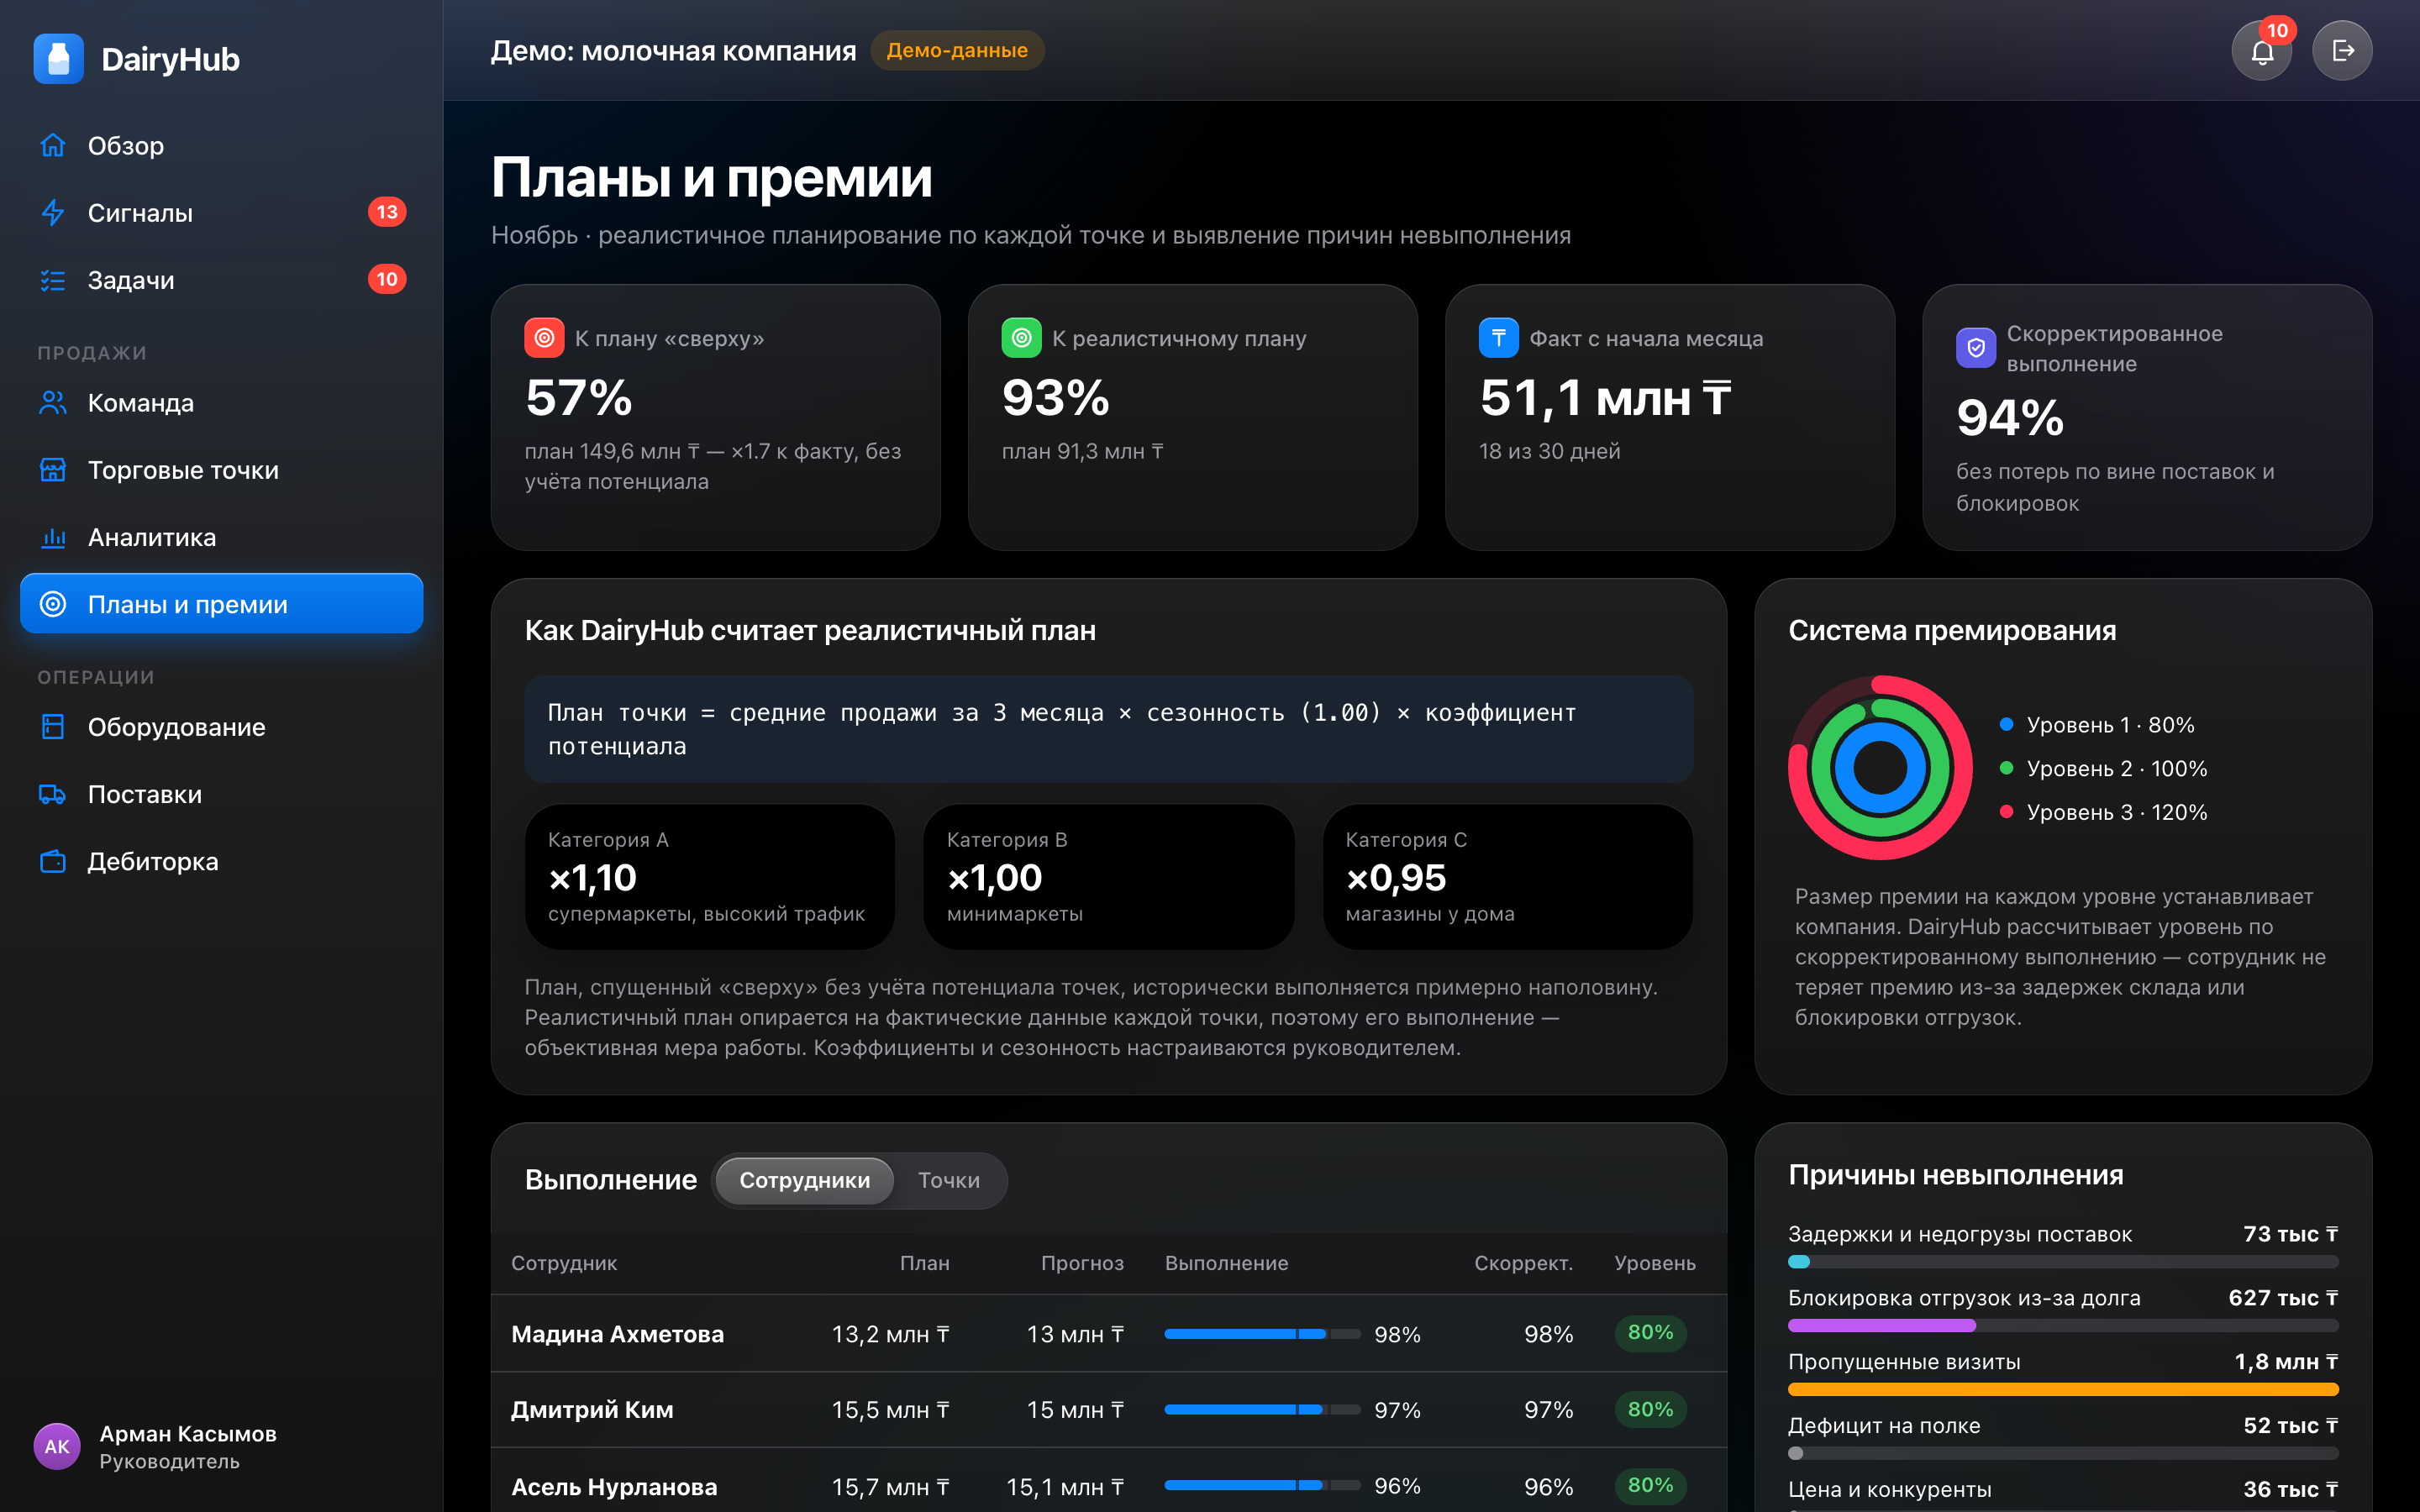 DairyHub
Обзор
Сигналы 13
Задачи 10
ПРОДАЖИ
Команда
Торговые точки
Аналитика
Планы и премии
ОПЕРАЦИИ
Оборудование
Поставки
Дебиторка
АК
Арман Касымов
Руководитель
Демо: молочная компания Демо-данные
10
Планы и премии
Ноябрь · реалистичное планирование по каждой точке и выявление причин невыполнения
К плану «сверху»
57%
план 149,6 млн ₸ — ×1.7 к факту, без
учёта потенциала
К реалистичному плану
93%
план 91,3 млн ₸
₸ Факт с начала месяца
51,1 млн ₸
18 из 30 дней
Скорректированное
выполнение
94%
без потерь по вине поставок и
блокировок
Как DairyHub считает реалистичный план
План точки = средние продажи за 3 месяца × сезонность (1.00) × коэффициент
потенциала
Категория A
×1,10
супермаркеты, высокий трафик
Категория B
×1,00
минимаркеты
Категория C
×0,95
магазины у дома
План, спущенный «сверху» без учёта потенциала точек, исторически выполняется примерно наполовину.
Реалистичный план опирается на фактические данные каждой точки, поэтому его выполнение —
объективная мера работы. Коэффициенты и сезонность настраиваются руководителем.
Система премирования
Уровень 1 · 80%
Уровень 2 · 100%
Уровень 3 · 120%
Размер премии на каждом уровне устанавливает
компания. DairyHub рассчитывает уровень по
скорректированному выполнению — сотрудник не
теряет премию из-за задержек склада или
блокировки отгрузок.
Выполнение Сотрудники Точки
Сотрудник План Прогноз Выполнение Скоррект. Уровень
Мадина Ахметова 13,2 млн ₸ 13 млн ₸ 98% 98% 80%
Дмитрий Ким 15,5 млн ₸ 15 млн ₸ 97% 97% 80%
Асель Нурланова 15,7 млн ₸ 15,1 млн ₸ 96% 96% 80%
Причины невыполнения
Задержки и недогрузы поставок 73 тыс ₸
Блокировка отгрузок из-за долга 627 тыс ₸
Пропущенные визиты 1,8 млн ₸
Дефицит на полке 52 тыс ₸
Цена и конкуренты 36 тыс ₸